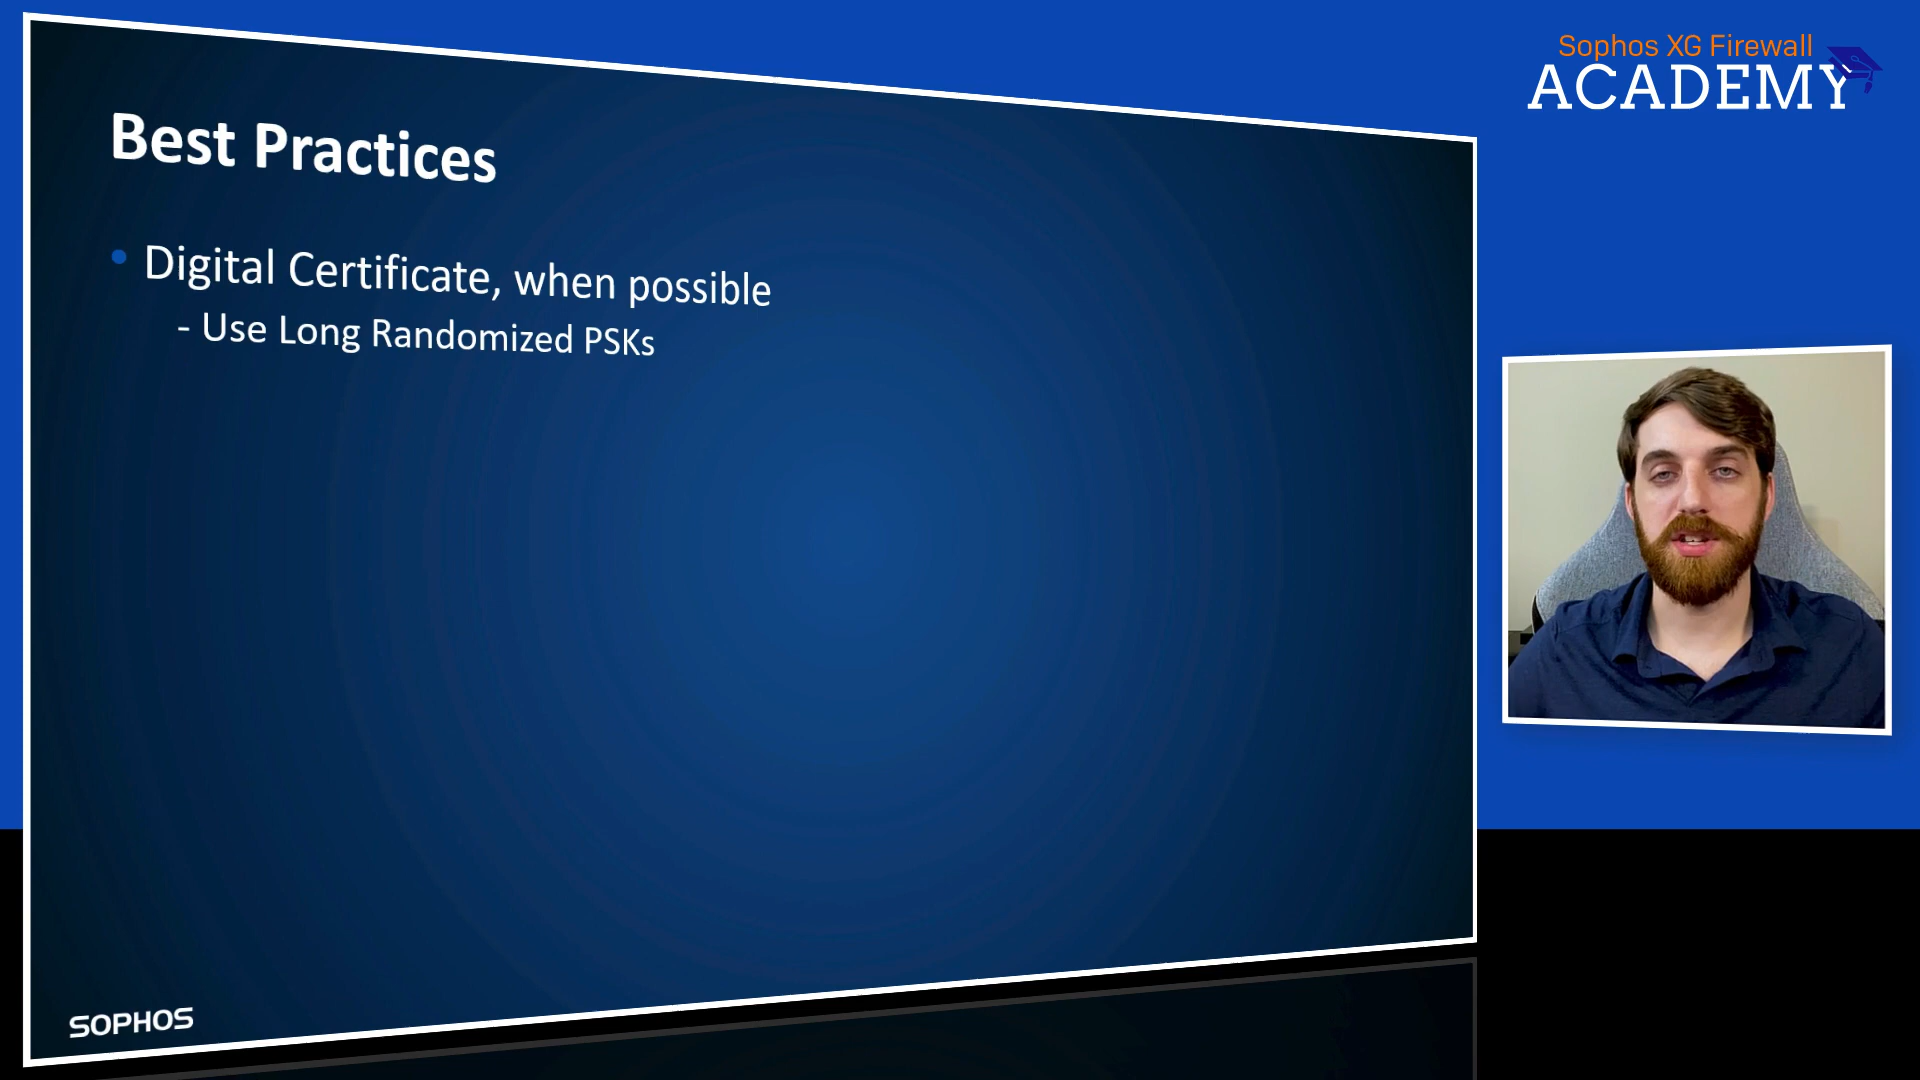 Sophos XG Firewall
ACADEMY
Best Practices
• Digital Certificate, when possible
- Use Long Randomized PSKs
SOPHOS